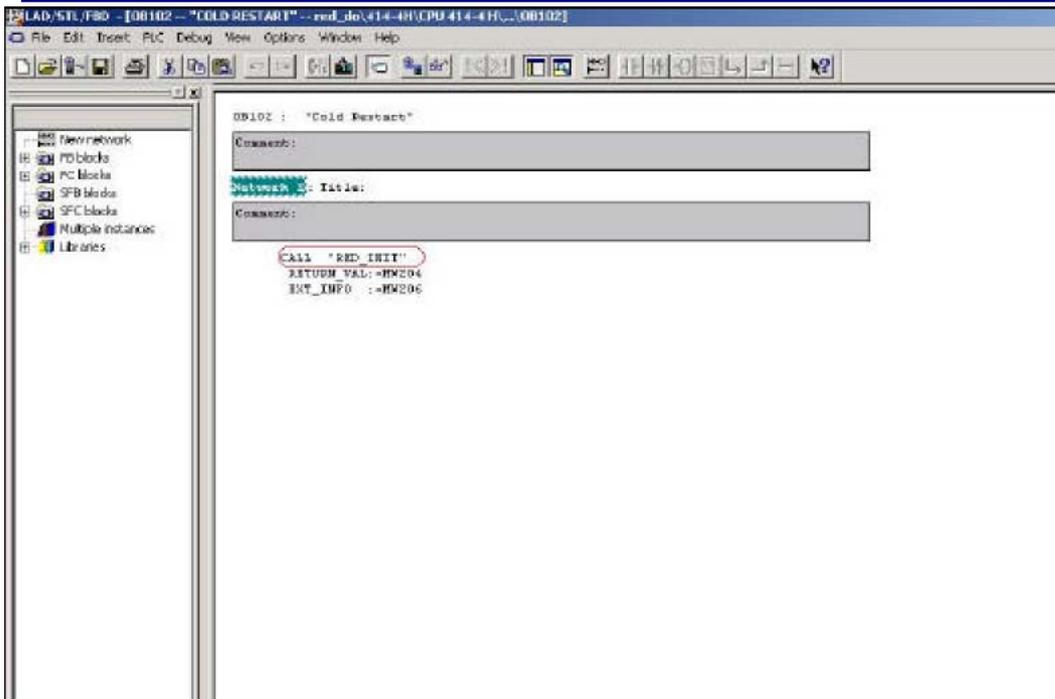 LAD/STL/FBD - [OB102 -- "COLD RESTART" -- red_do\414-4H\CPU 414-4 H\...\OB102]
File Edit Insert PLC Debug View Options Window Help
New network
FB blocks
FC blocks
SFB blocks
SFC blocks
Multiple instances
Libraries
OB102 : "Cold Restart"
Comment:
Network 1: Title:
Comment:
CALL "RED_INIT"
RETURN_VAL:=MW204
EXT_INFO :=MW206